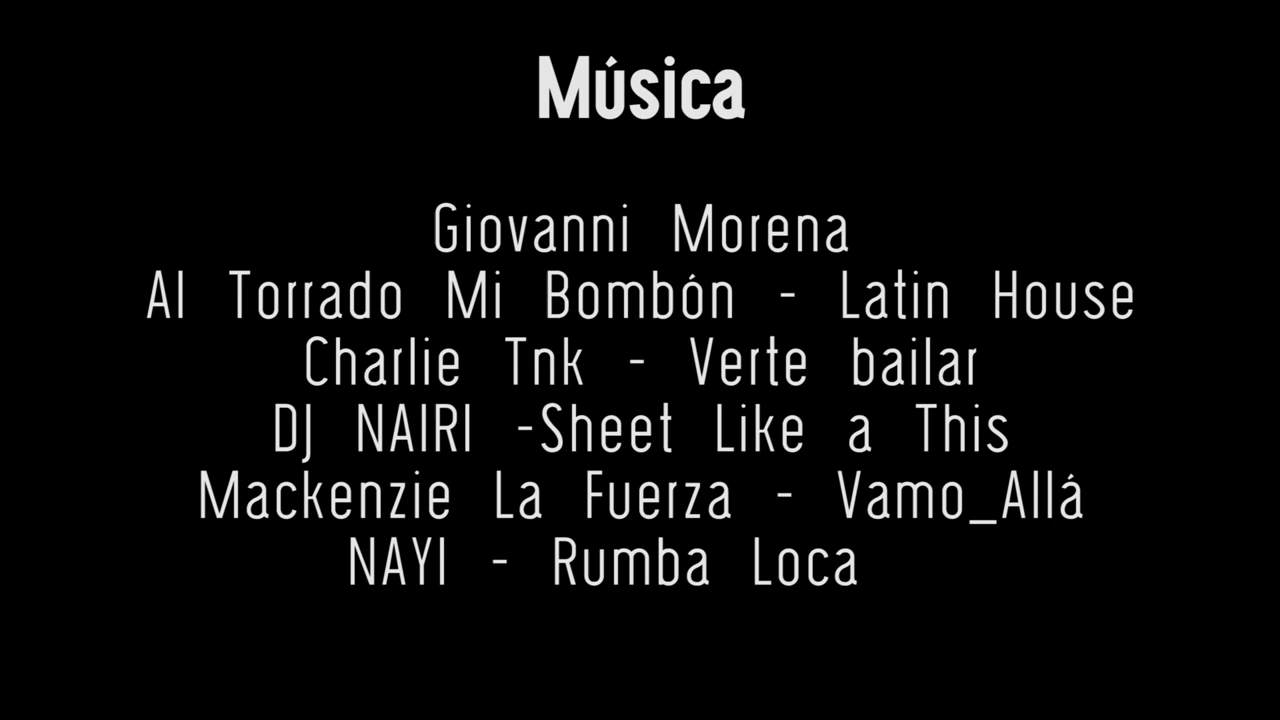 Música
Giovanni Morena
Al Torrado Mi Bombón - Latin House
Charlie Tnk - Verte bailar
DJ NAIRI -Sheet Like a This
Mackenzie La Fuerza - Vamo_Allá
NAYI - Rumba Loca